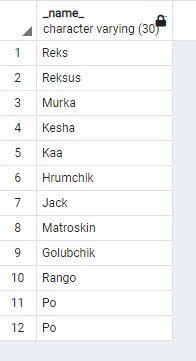 _name_
character varying (30)
1 Reks
2 Reksus
3 Murka
4 Kesha
5 Kaa
6 Hrumchik
7 Jack
8 Matroskin
9 Golubchik
10 Rango
11 Po
12 Po